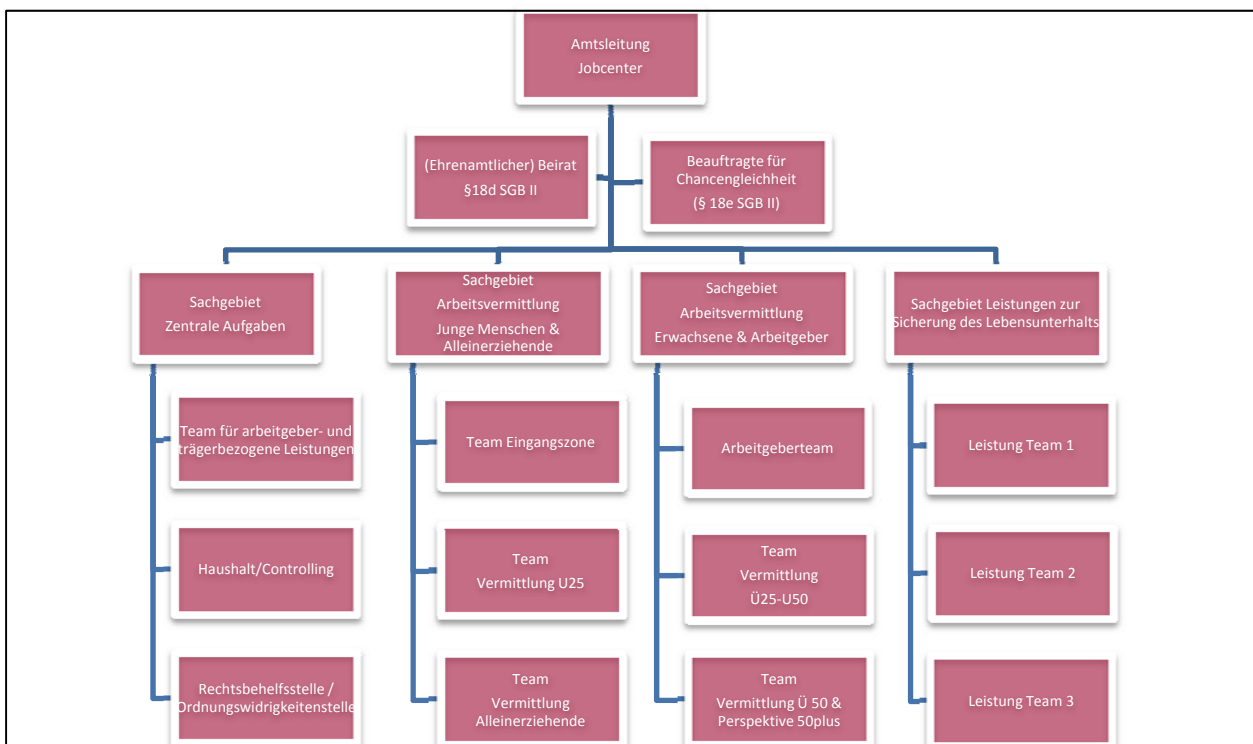 Amtsleitung
Jobcenter
(Ehrenamtlicher) Beirat
§18d SGB II
Beauftragte für
Chancengleichheit
(§ 18e SGB II)
Sachgebiet
Zentrale Aufgaben
Sachgebiet
Arbeitsvermittlung
Junge Menschen &
Alleinerziehende
Sachgebiet
Arbeitsvermittlung
Erwachsene & Arbeitgeber
Sachgebiet Leistungen zur
Sicherung des Lebensunterhalts
Team für arbeitgeber- und
trägerbezogene Leistungen
Team Eingangszone
Arbeitgeberteam
Leistung Team 1
Haushalt/Controlling
Team
Vermittlung U25
Team
Vermittlung
Ü25-U50
Leistung Team 2
Rechtsbehelfsstelle /
Ordnungswidrigkeitenstelle
Team
Vermittlung
Alleinerziehende
Team
Vermittlung Ü 50 &
Perspektive 50plus
Leistung Team 3